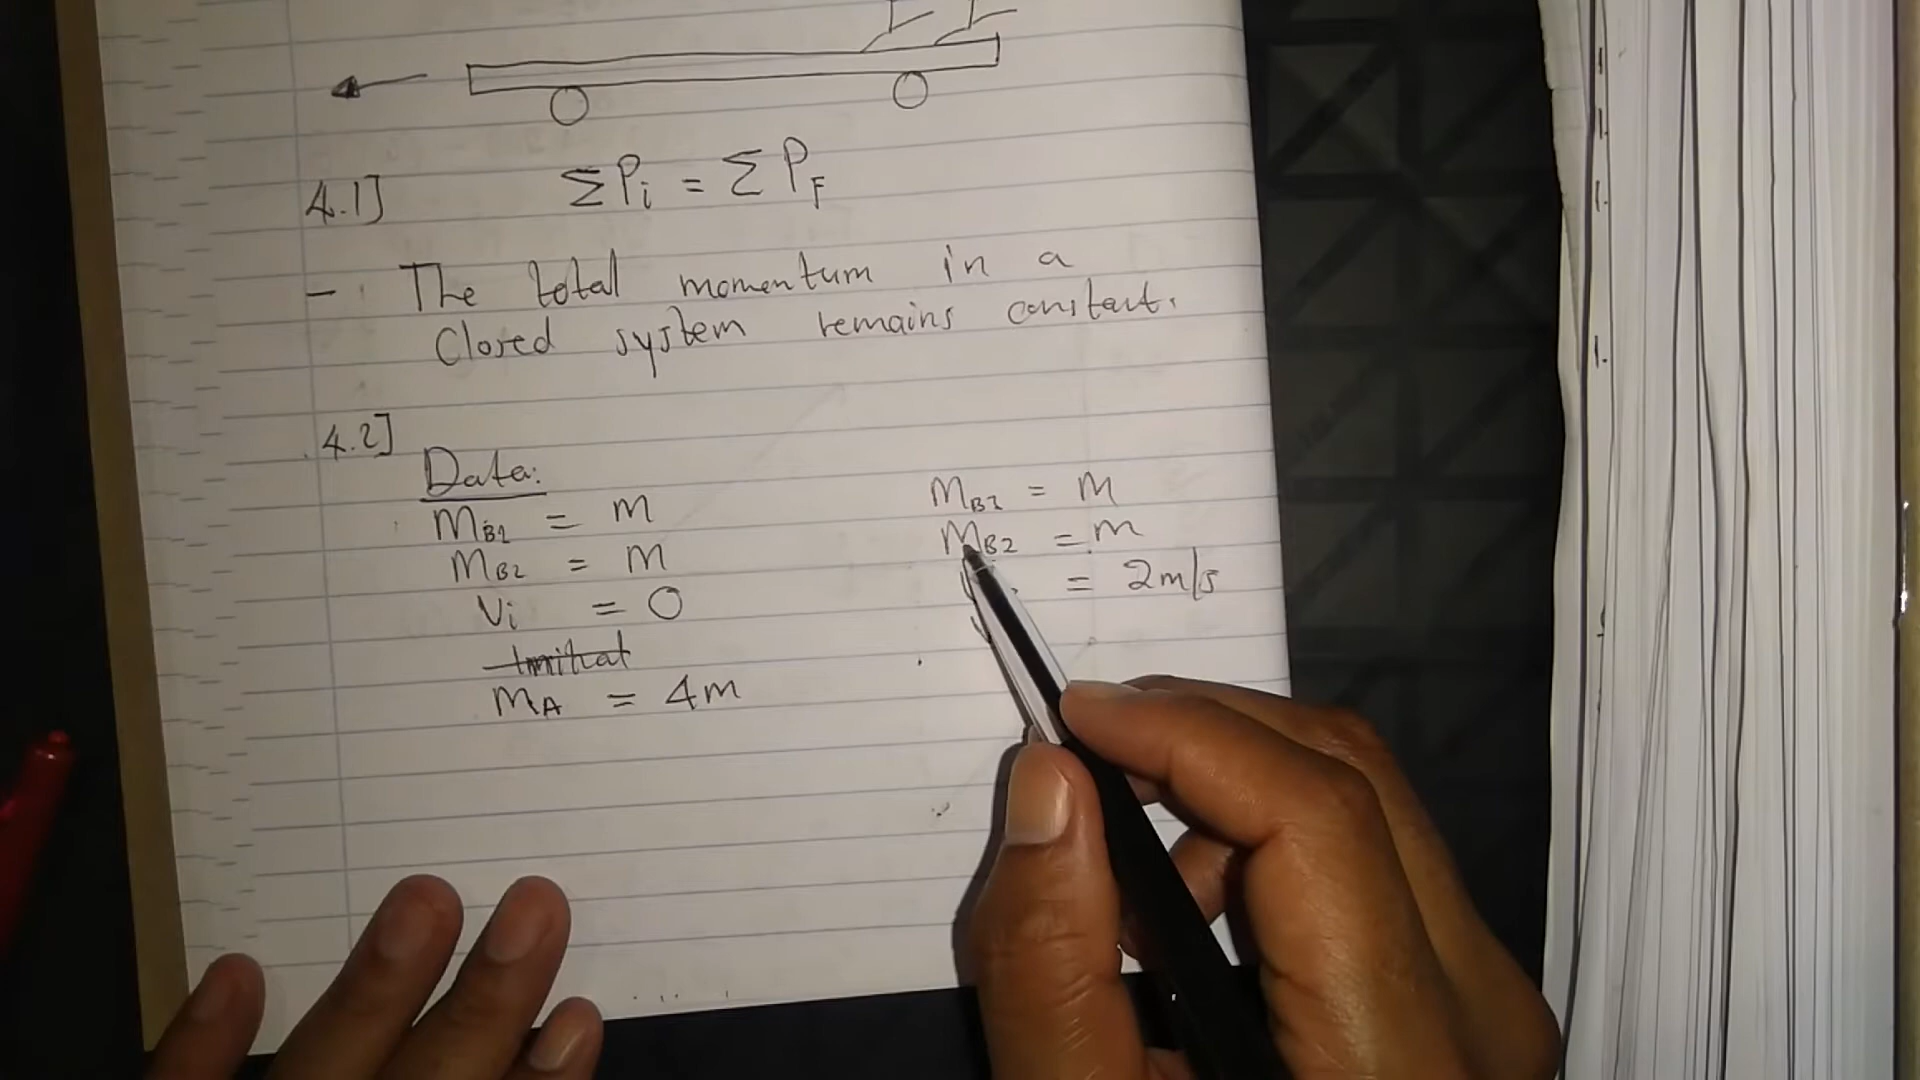 4.1] ΣPi = ΣPF
- The total momentum in a
Closed system remains constant.
4.2]
Data:
MB1 = m
MB2 = m
Vi = 0
Initial
MA = 4m
MB1 = m
MB2 = m
= 2m/s